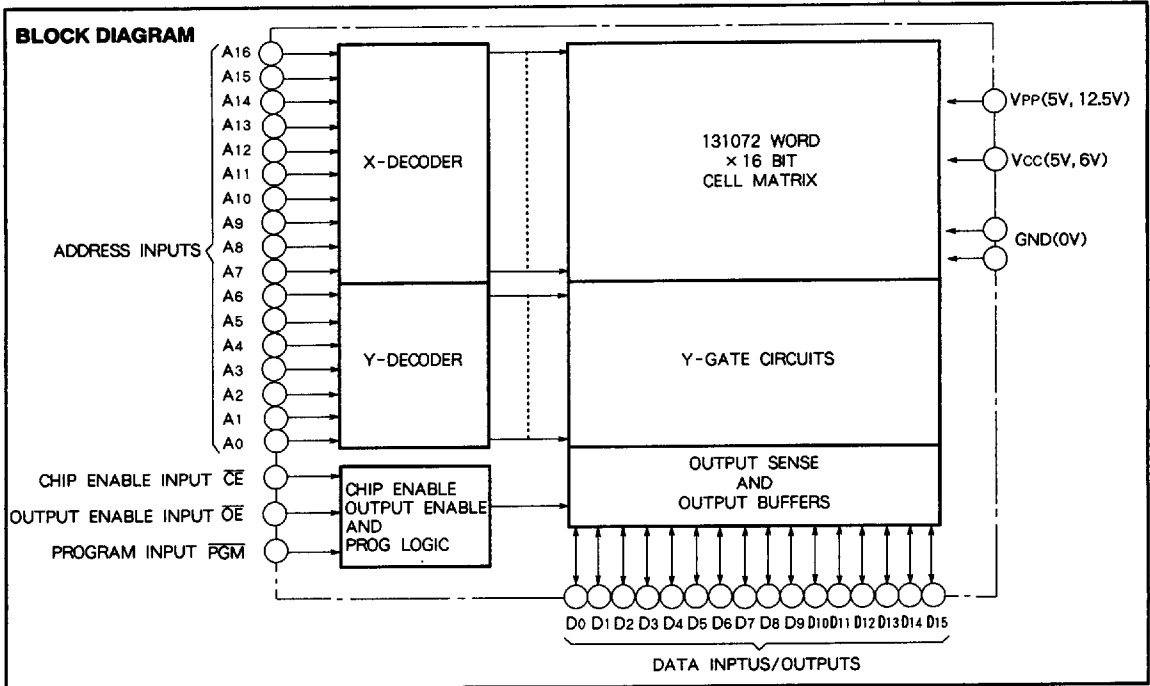 BLOCK DIAGRAM
A16
A15
A14
A13
A12
A11
A10
A9
A8
A7
A6
A5
A4
A3
A2
A1
A0
ADDRESS INPUTS
CHIP ENABLE INPUT C̅E̅
OUTPUT ENABLE INPUT O̅E̅
PROGRAM INPUT P̅G̅M̅
X-DECODER
Y-DECODER
CHIP ENABLE
OUTPUT ENABLE
AND
PROG LOGIC
131072 WORD
× 16 BIT
CELL MATRIX
Y-GATE CIRCUITS
OUTPUT SENSE
AND
OUTPUT BUFFERS
VPP(5V, 12.5V)
VCC(5V, 6V)
GND(0V)
D0 D1 D2 D3 D4 D5 D6 D7 D8 D9 D10 D11 D12 D13 D14 D15
DATA INPTUS/OUTPUTS